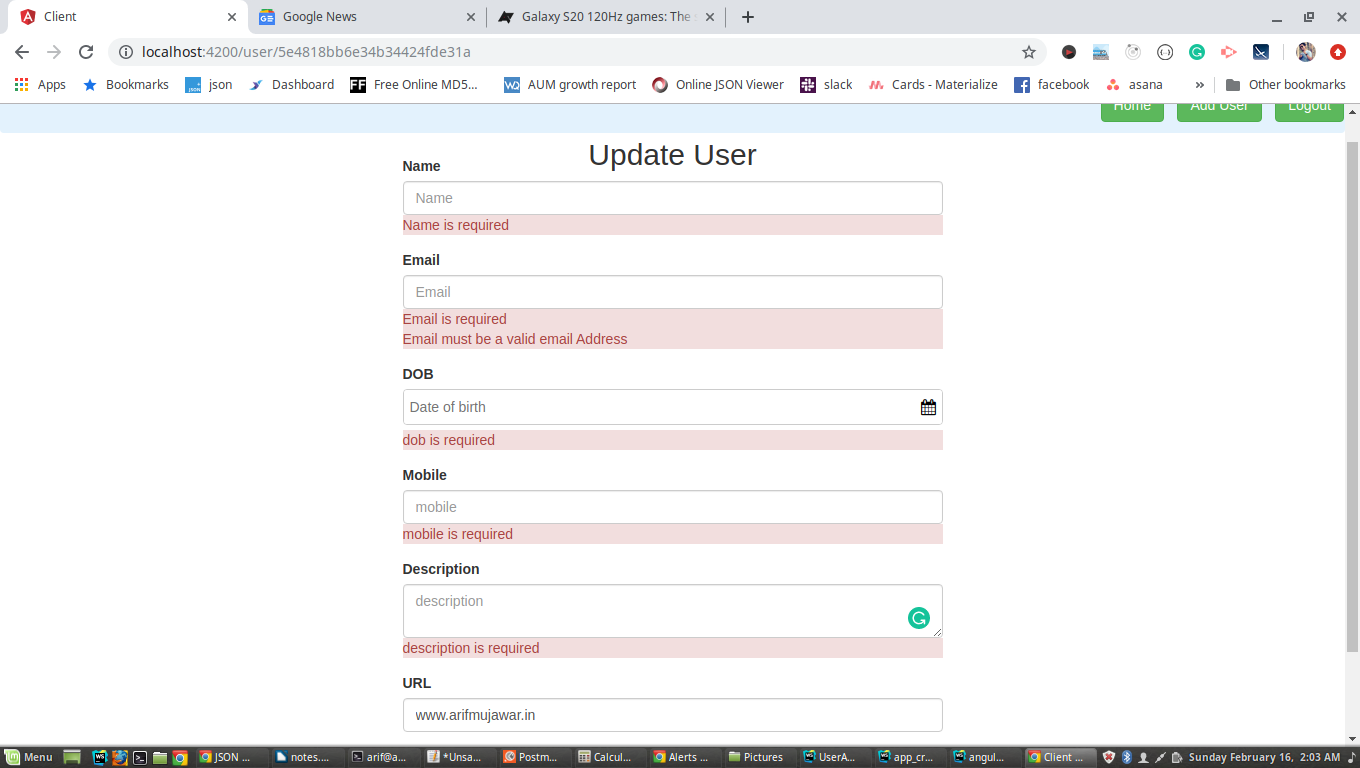 Client
Google News
Galaxy S20 120Hz games: The
localhost:4200/user/5e4818bb6e34b34424fde31a
Apps Bookmarks json Dashboard Free Online MD5... AUM growth report Online JSON Viewer slack Cards - Materialize facebook asana » Other bookmarks
Home Add User Logout
Update User
Name
Name
Name is required
Email
Email
Email is required
Email must be a valid email Address
DOB
Date of birth
dob is required
Mobile
mobile
mobile is required
Description
description
description is required
URL
www.arifmujawar.in
Menu JSON ... notes.... arif@a... *Unsa... Postm... Calcul... Alerts ... Pictures UserA... app_cr... angul... Client ... Sunday February 16, 2:03 AM